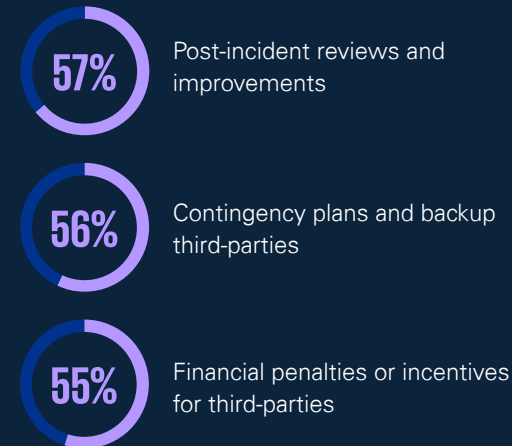 57%
Post-incident reviews and
improvements
56%
Contingency plans and backup
third-parties
55%
Financial penalties or incentives
for third-parties